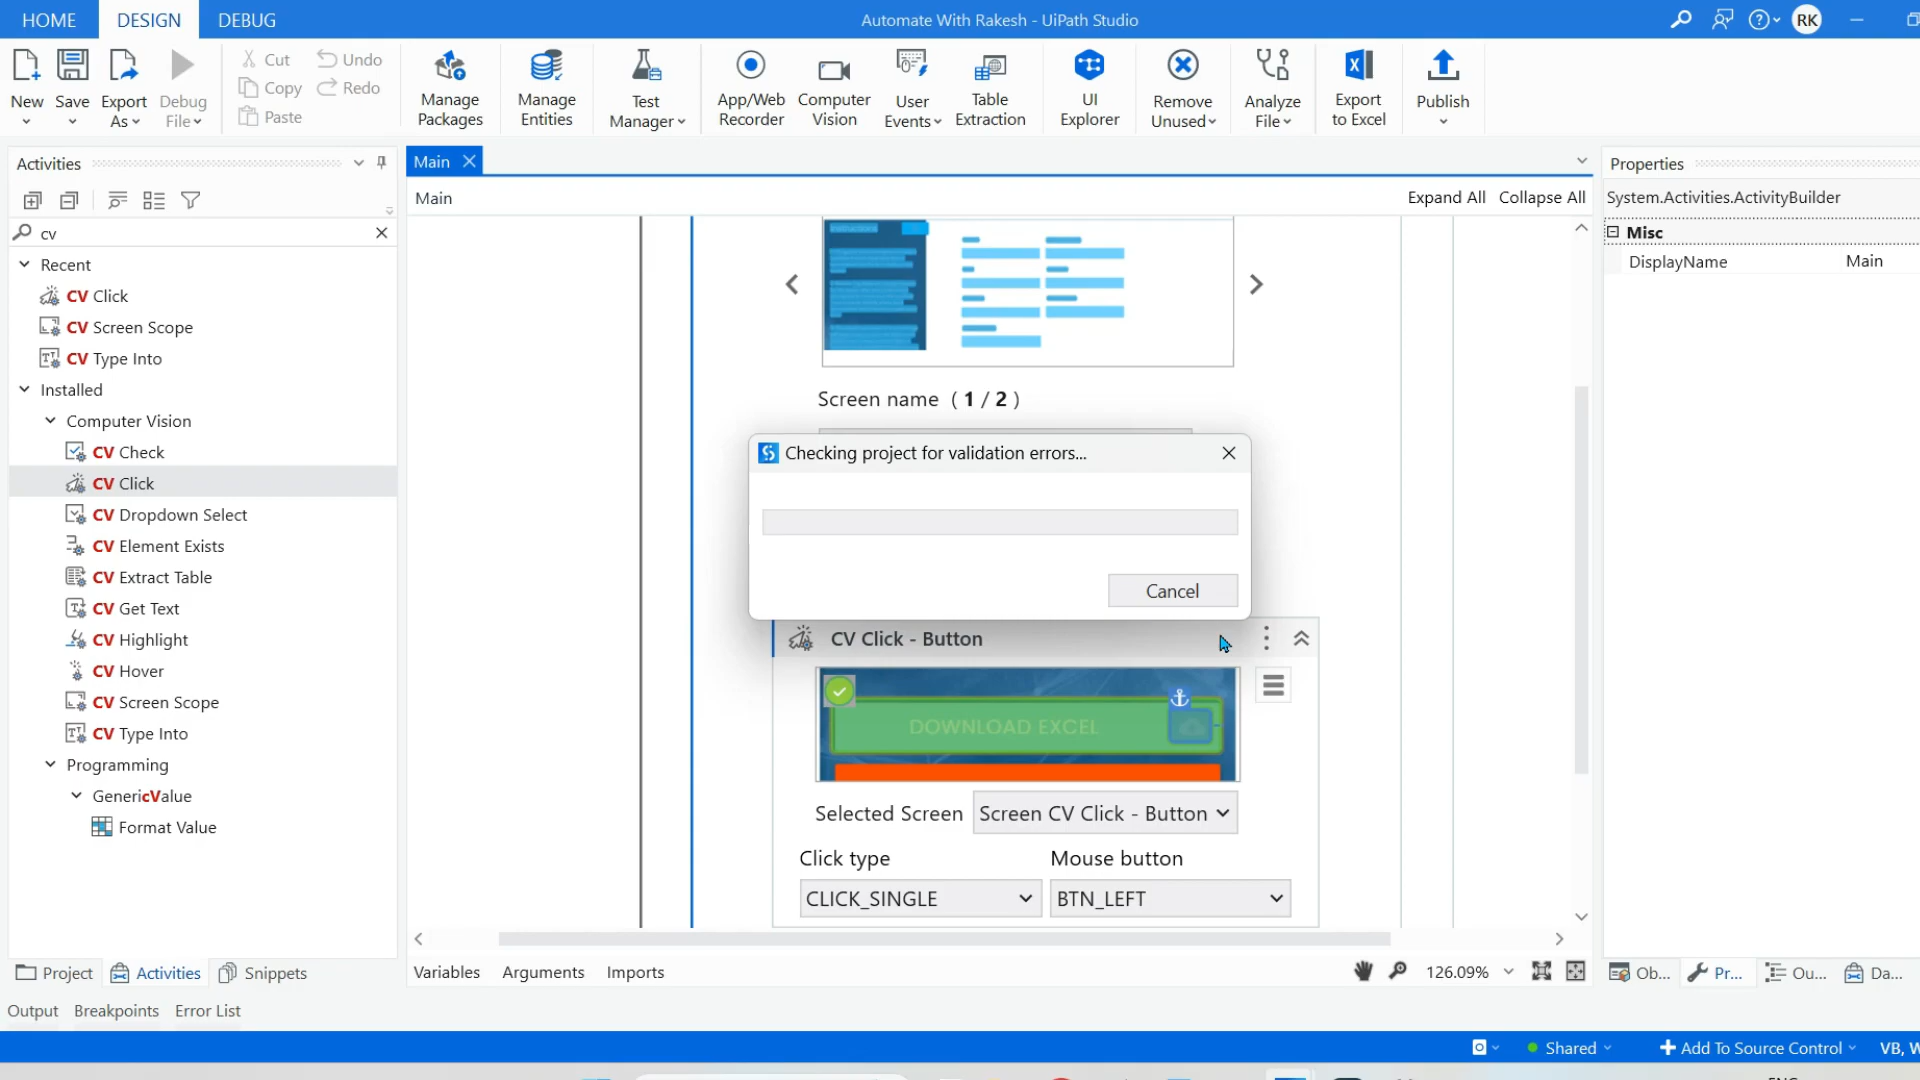 HOME
DESIGN
DEBUG
Automate With Rakesh - UiPath Studio
RK
New
Save
Export As
Debug File
Cut
Copy
Paste
Undo
Redo
Manage Packages
Manage Entities
Test Manager
App/Web Recorder
Computer Vision
User Events
Table Extraction
UI Explorer
Remove Unused
Analyze File
Export to Excel
Publish
Activities
cv
Recent
CV Click
CV Screen Scope
CV Type Into
Installed
Computer Vision
CV Check
CV Click
CV Dropdown Select
CV Element Exists
CV Extract Table
CV Get Text
CV Highlight
CV Hover
CV Screen Scope
CV Type Into
Programming
GenericValue
Format Value
Project
Activities
Snippets
Main
Main
Expand All
Collapse All
Screen name ( 1 / 2 )
Checking project for validation errors...
Cancel
CV Click - Button
DOWNLOAD EXCEL
Selected Screen
Screen CV Click - Button
Click type
Mouse button
CLICK_SINGLE
BTN_LEFT
Variables
Arguments
Imports
126.09%
Properties
System.Activities.ActivityBuilder
Misc
DisplayName
Main
Ob...
Pr...
Ou...
Da...
Output
Breakpoints
Error List
Shared
Add To Source Control
VB, W